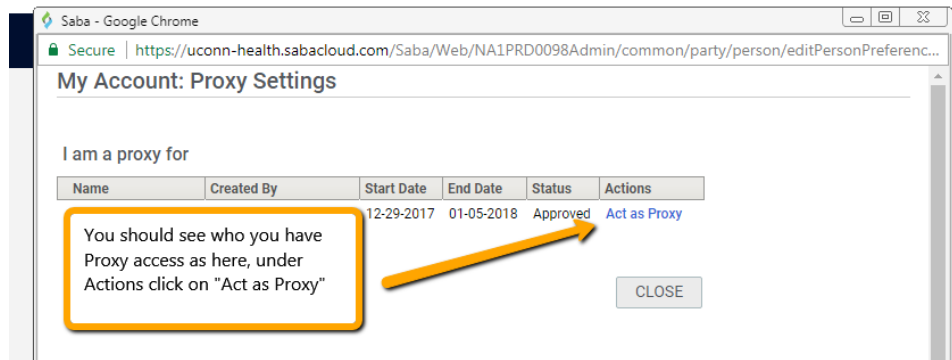 Saba - Google Chrome
Secure | https://uconn-health.sabacloud.com/Saba/Web/NA1PRD0098Admin/common/party/person/editPersonPreferenc...
My Account: Proxy Settings
I am a proxy for
Name Created By Start Date End Date Status Actions
12-29-2017 01-05-2018 Approved Act as Proxy
You should see who you have
Proxy access as here, under
Actions click on "Act as Proxy"
CLOSE